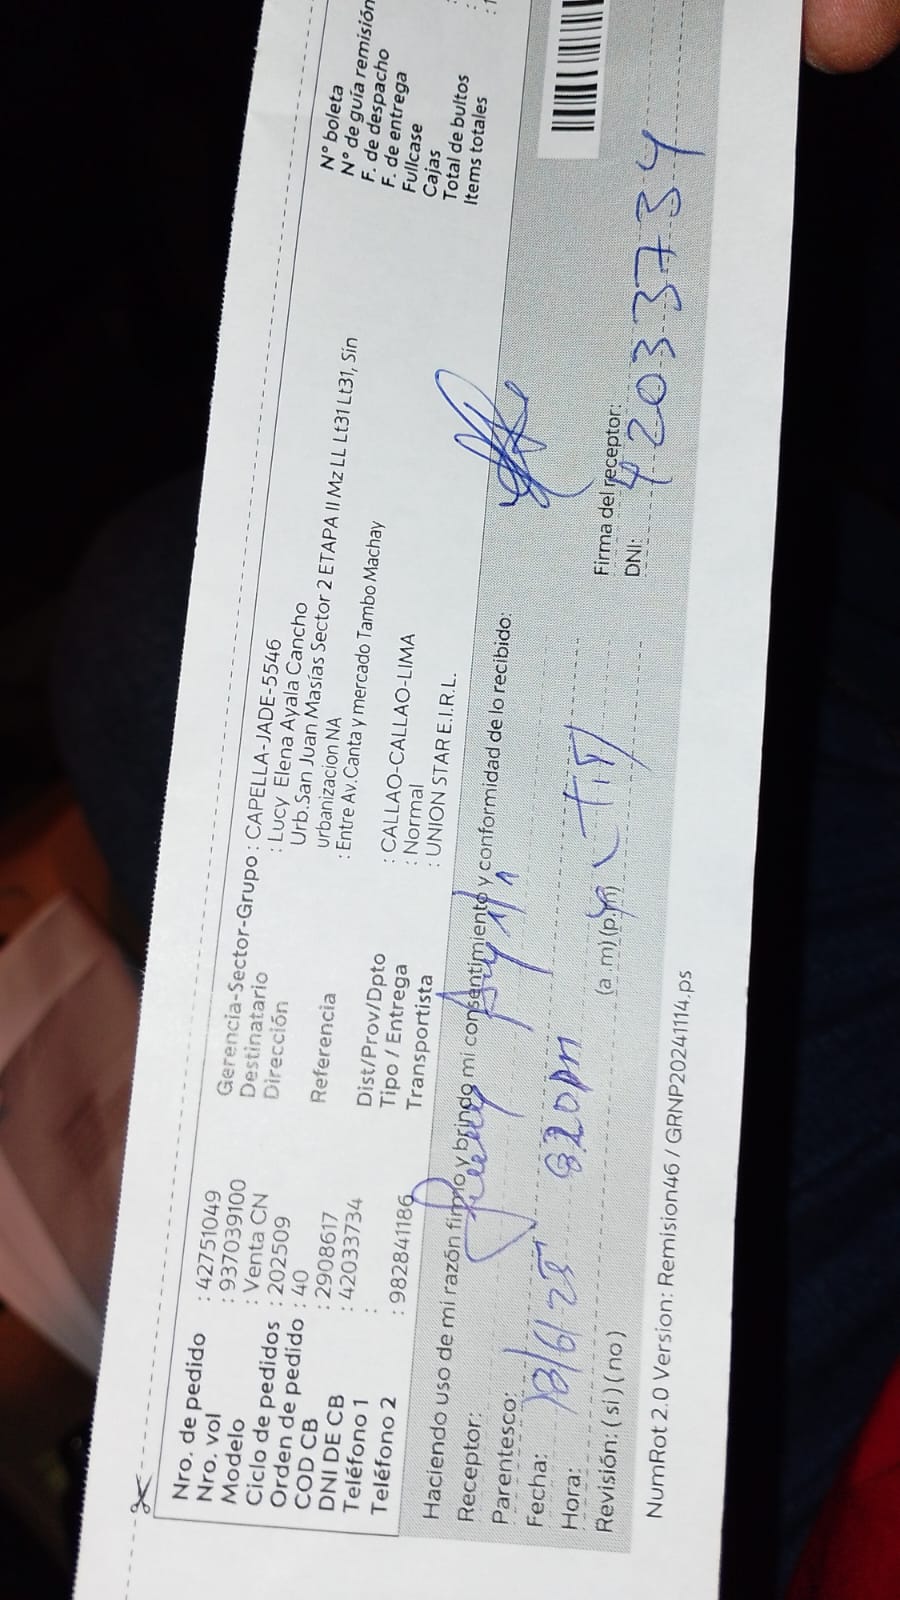 Nro. de pedido : 42751049
Nro. vol : 937039100
Modelo : Venta CN
Ciclo de pedidos : 202509
Orden de pedido : 40
COD CB : 2908617
DNI DE CB : 42033734
Teléfono 1 :
Teléfono 2 : 982841186
Gerencia-Sector-Grupo : CAPELLA-JADE-5546
Destinatario : Lucy Elena Ayala Cancho
Dirección Urb.San Juan Masías Sector 2 ETAPA II Mz LL Lt31 Lt31, Sin
urbanizacion NA
Referencia : Entre Av.Canta y mercado Tambo Machay
Dist/Prov/Dpto : CALLAO-CALLAO-LIMA
Tipo / Entrega : Normal
Transportista : UNION STAR E.I.R.L.
N° boleta
N° de guía remisión
F. de despacho
F. de entrega
Fullcase
Cajas
Total de bultos :
Items totales : 1
Haciendo uso de mi razón firmo y brindo mi consentimiento y conformidad de lo recibido:
Receptor:
Parentesco:
Fecha: 18/6/25
Hora: 820pm
Revisión: ( si ) ( no ) (a .m) (p.m)
Firma del receptor:
DNI: 42033734
NumRot 2.0 Version: Remision46 / GRNP20241114.ps